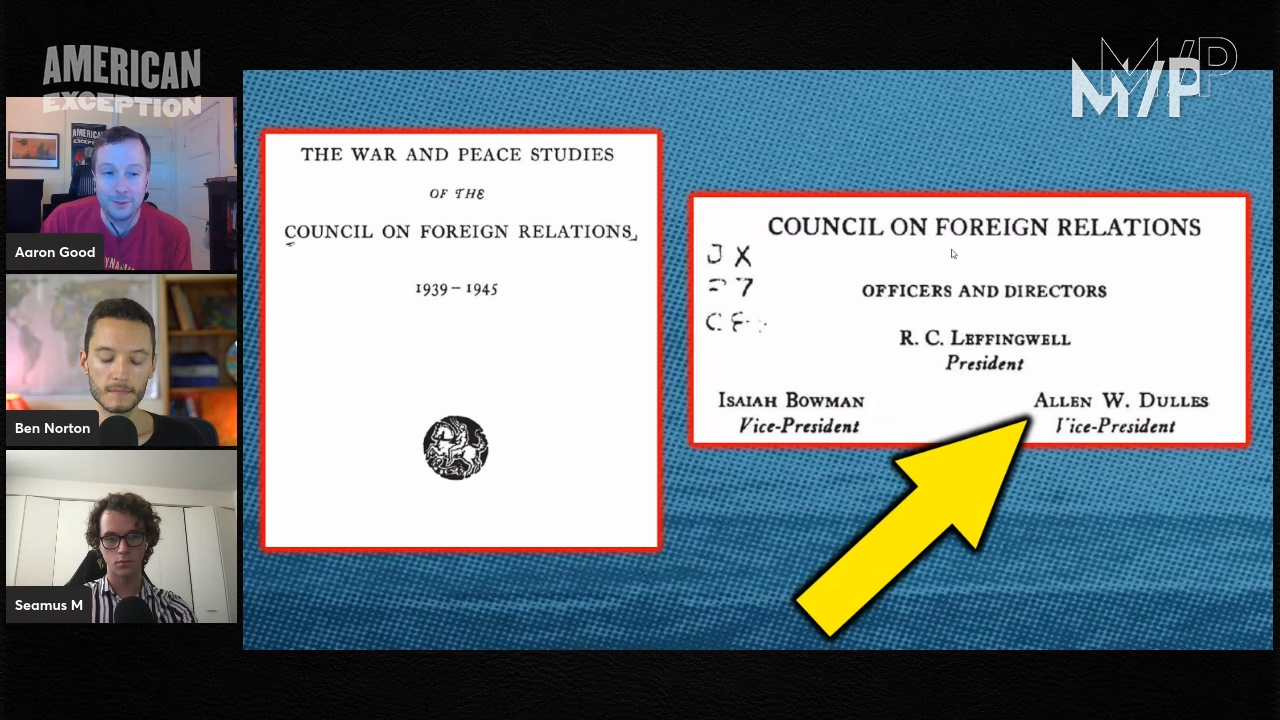 AMERICAN
EXCEPTION
M/P
Aaron Good
Ben Norton
Seamus M
THE WAR AND PEACE STUDIES
OF THE
COUNCIL ON FOREIGN RELATIONS
1939 – 1945
COUNCIL ON FOREIGN RELATIONS
OFFICERS AND DIRECTORS
R. C. LEFFINGWELL
President
ISAIAH BOWMAN
Vice-President
ALLEN W. DULLES
Vice-President